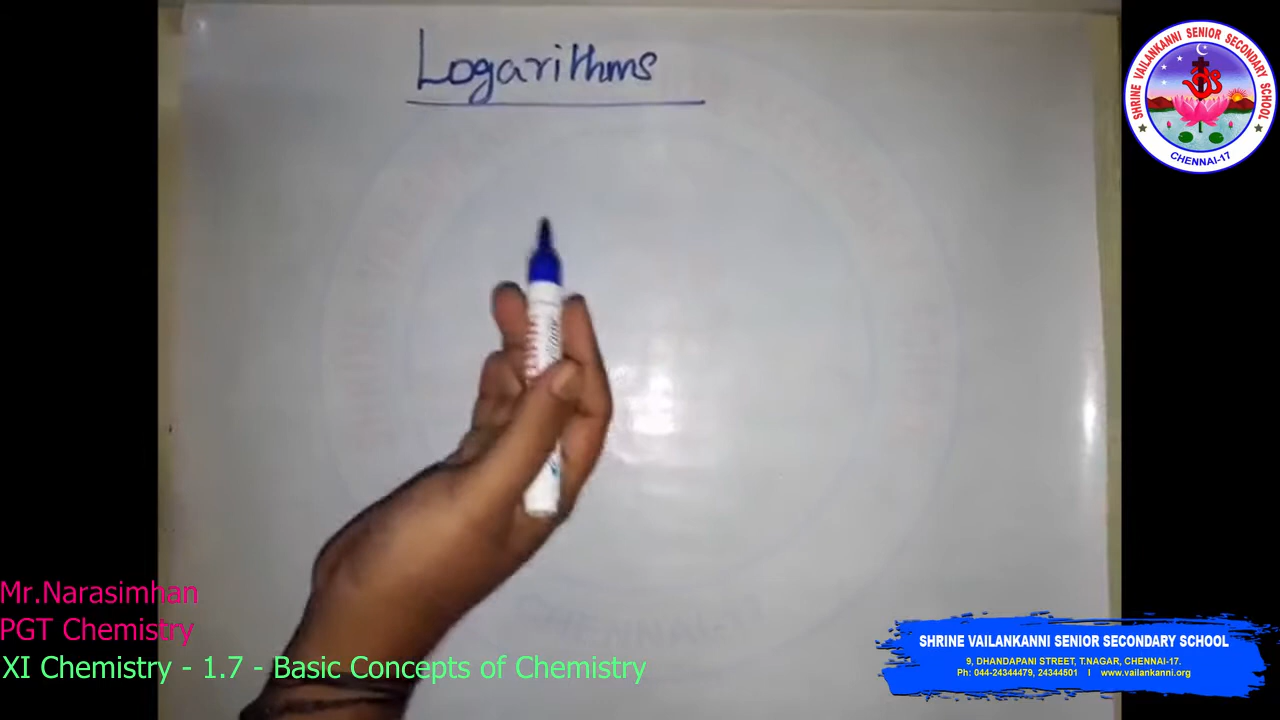 Logarithms
SHRINE VAILANKANNI SENIOR SECONDARY SCHOOL
CHENNAI-17
Mr.Narasimhan
PGT Chemistry
XI Chemistry - 1.7 - Basic Concepts of Chemistry
SHRINE VAILANKANNI SENIOR SECONDARY SCHOOL
9, DHANDAPANI STREET, T.NAGAR, CHENNAI-17.
Ph: 044-24344479, 24344501 I www.vailankanni.org